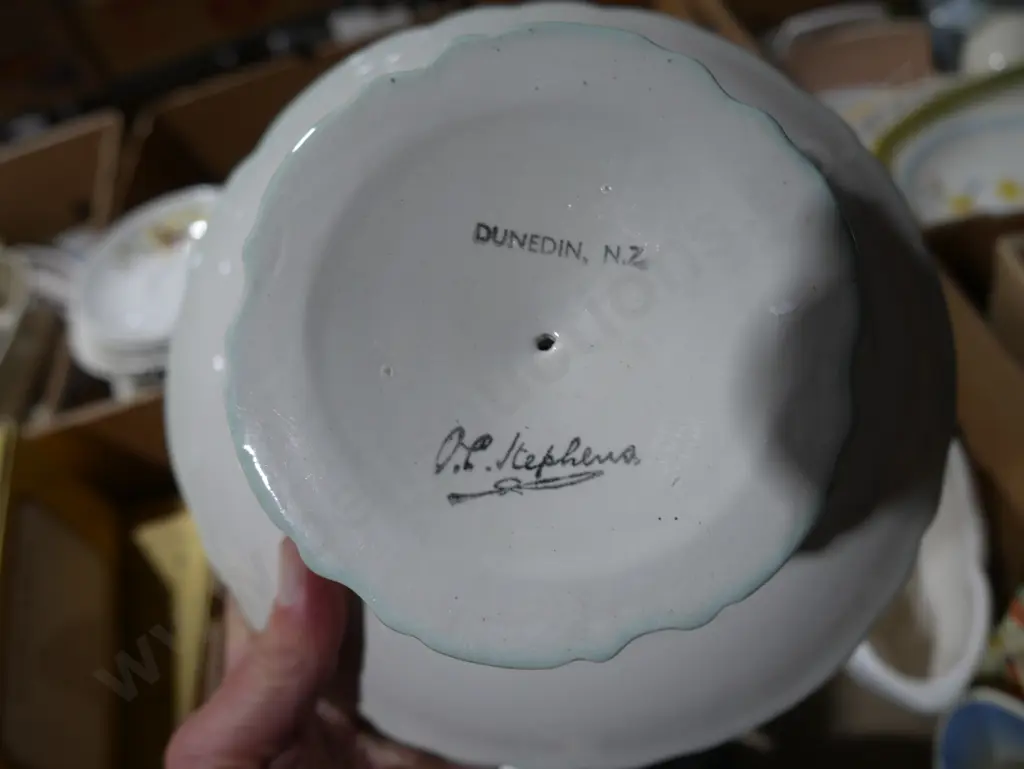 DUNEDIN, N.Z
O.C. Stephens.